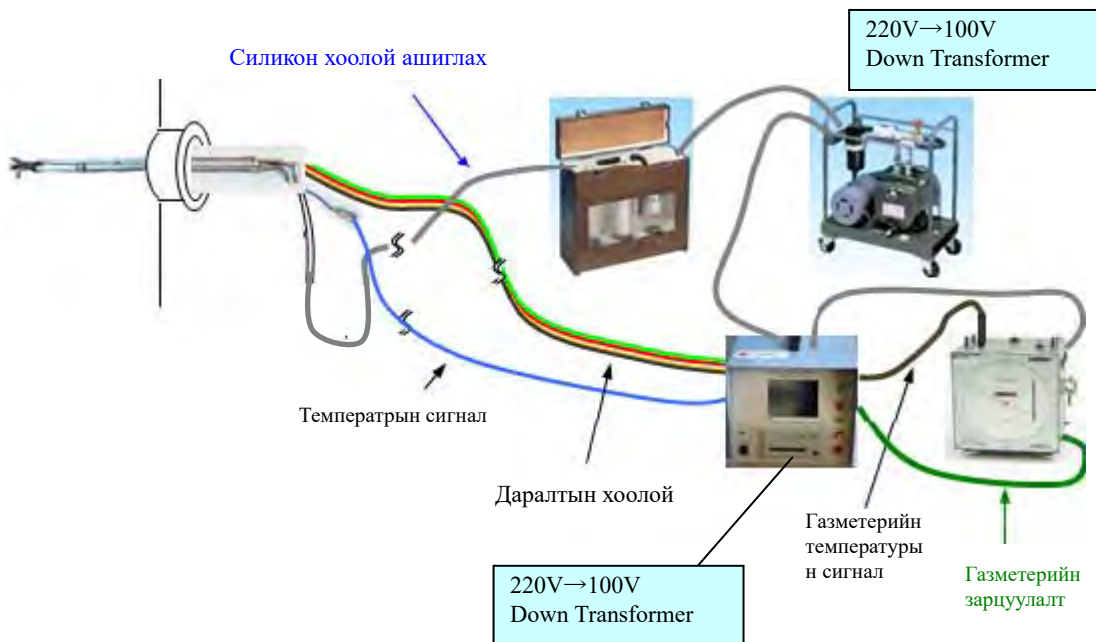 220V→100V
Down Transformer
Силикон хоолой ашиглах
Температрын сигнал
Даралтын хоолой
Газметерийн
температуры
н сигнал
Газметерийн
зарцуулалт
220V→100V
Down Transformer